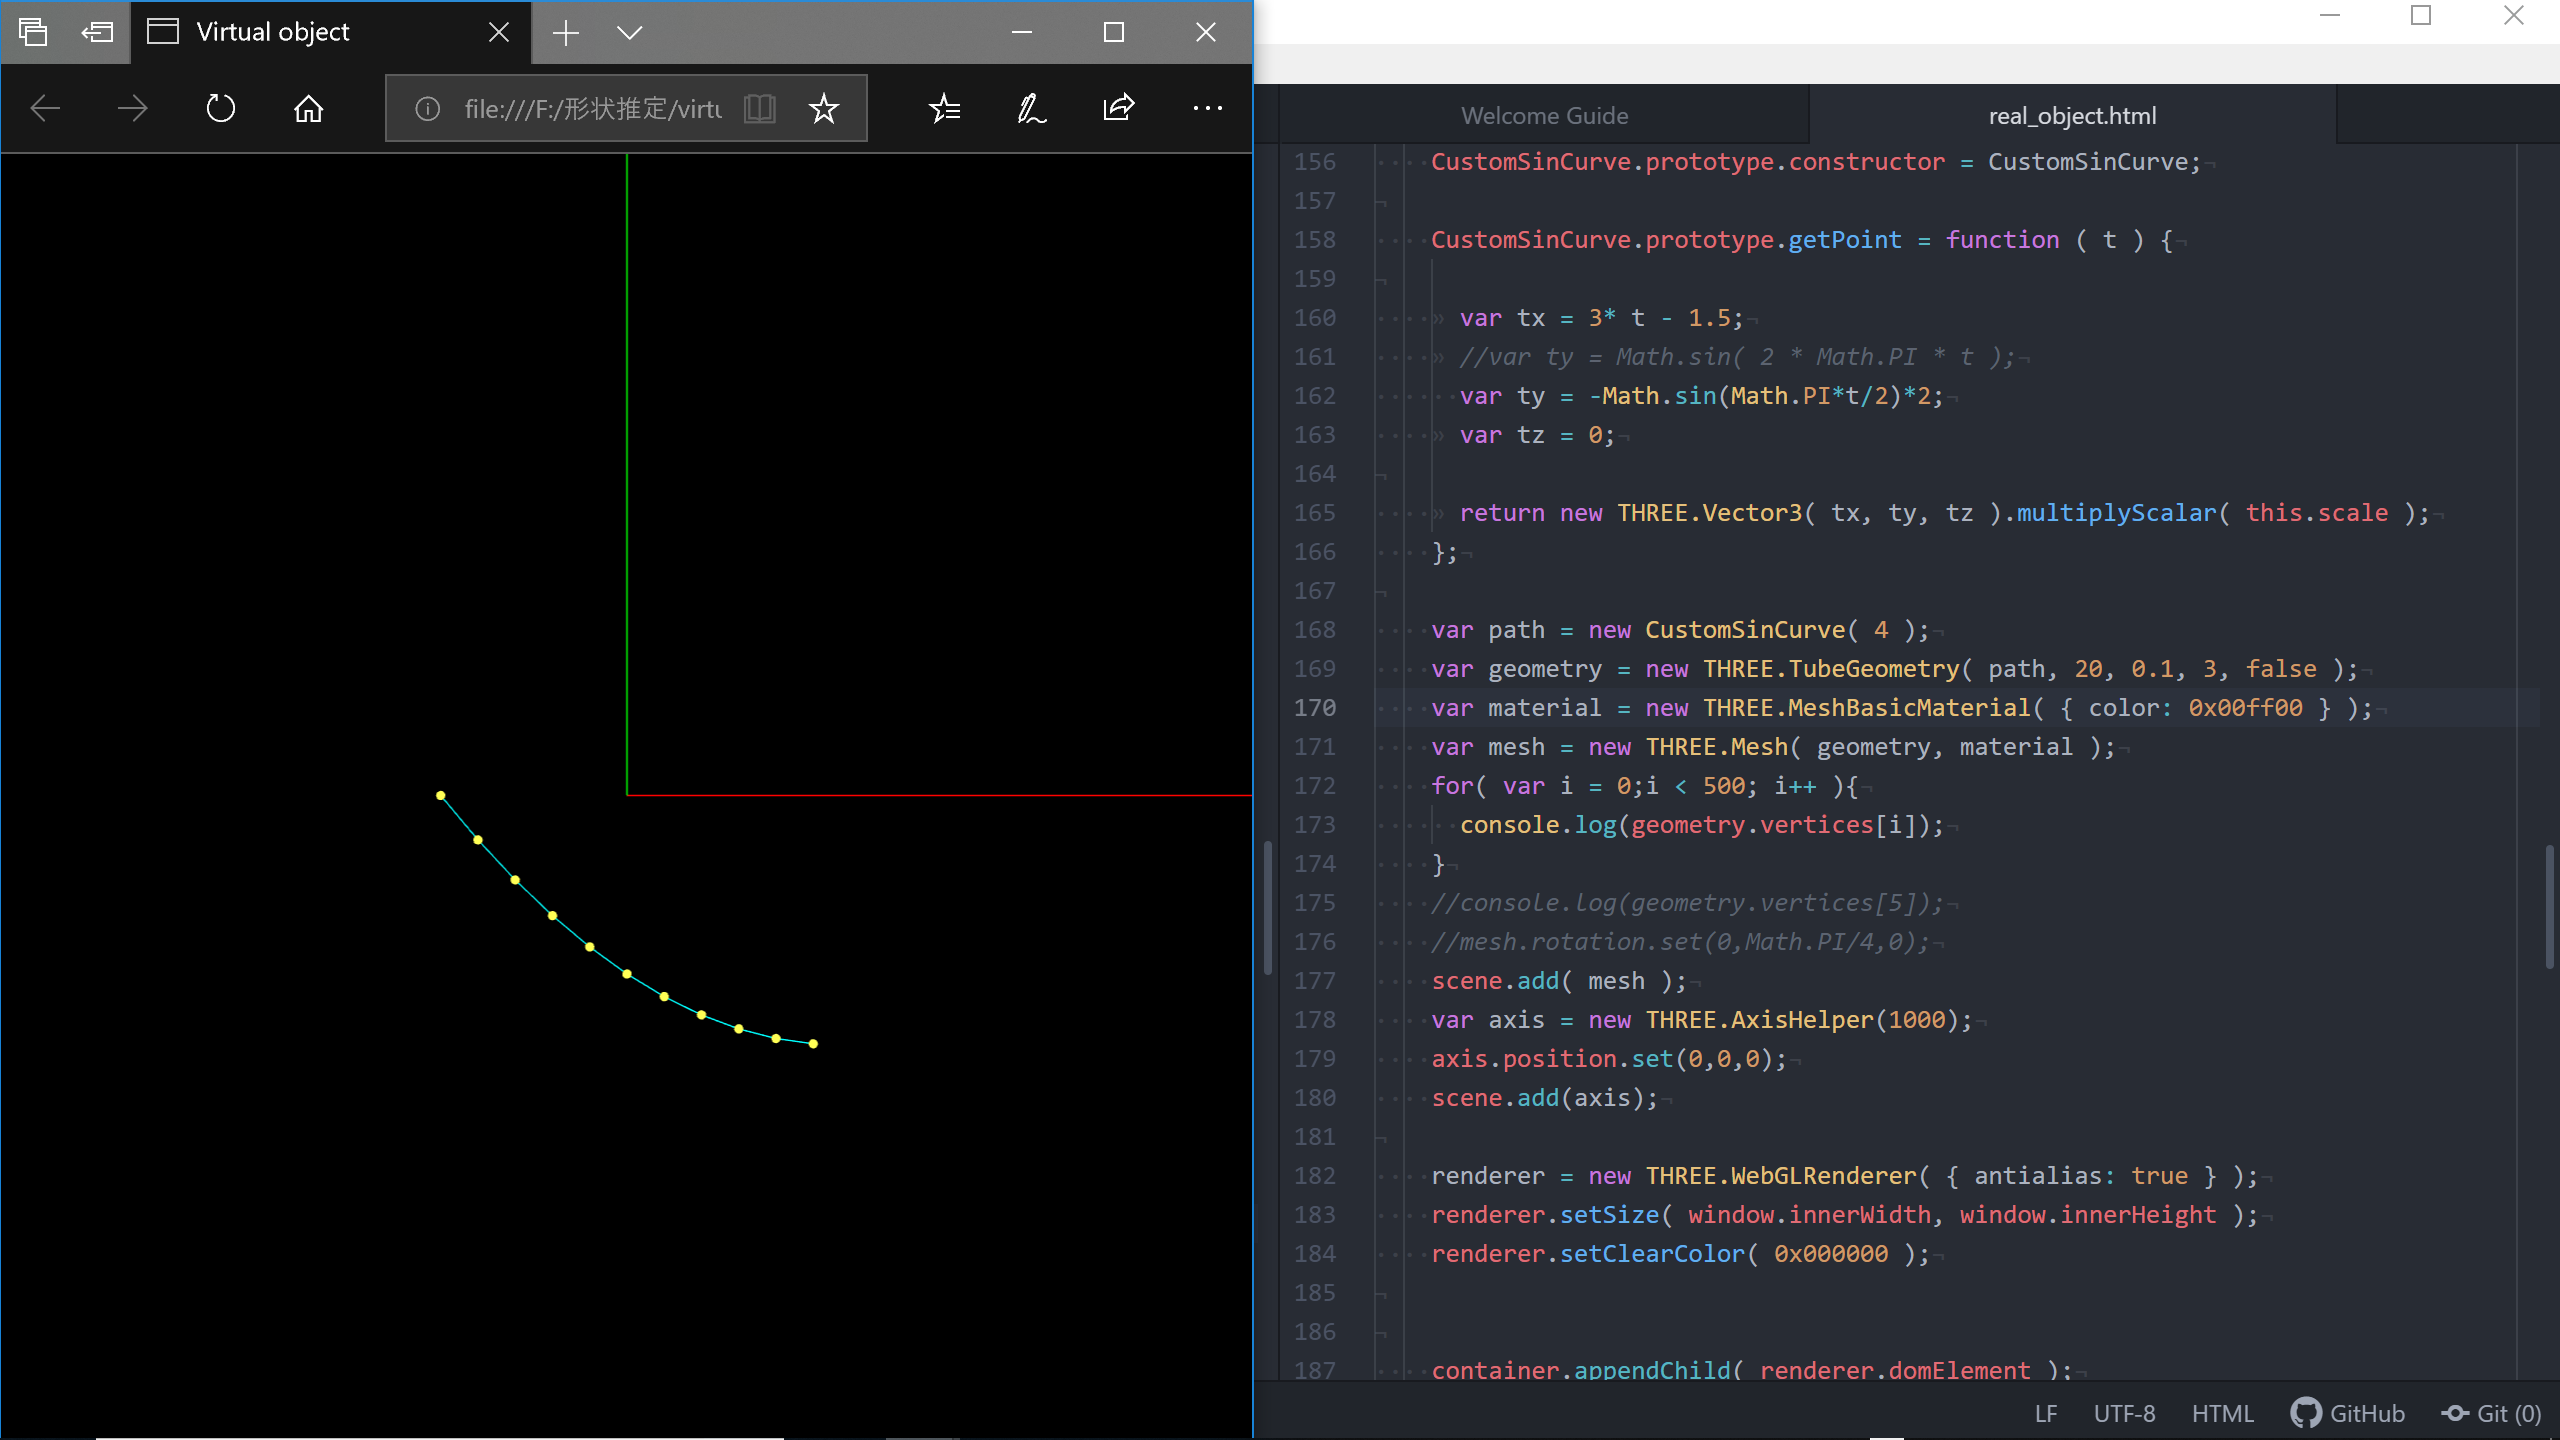 Virtual object
file:///F:/形状推定/virtu
Welcome Guide
real_object.html
156 CustomSinCurve.prototype.constructor = CustomSinCurve;
157
158 CustomSinCurve.prototype.getPoint = function ( t ) {
159
160 var tx = 3* t - 1.5;
161 //var ty = Math.sin( 2 * Math.PI * t );
162 var ty = -Math.sin(Math.PI*t/2)*2;
163 var tz = 0;
164
165 return new THREE.Vector3( tx, ty, tz ).multiplyScalar( this.scale );
166 };
167
168 var path = new CustomSinCurve( 4 );
169 var geometry = new THREE.TubeGeometry( path, 20, 0.1, 3, false );
170 var material = new THREE.MeshBasicMaterial( { color: 0x00ff00 } );
171 var mesh = new THREE.Mesh( geometry, material );
172 for( var i = 0;i < 500; i++ ){
173 console.log(geometry.vertices[i]);
174 }
175 //console.log(geometry.vertices[5]);
176 //mesh.rotation.set(0,Math.PI/4,0);
177 scene.add( mesh );
178 var axis = new THREE.AxisHelper(1000);
179 axis.position.set(0,0,0);
180 scene.add(axis);
181
182 renderer = new THREE.WebGLRenderer( { antialias: true } );
183 renderer.setSize( window.innerWidth, window.innerHeight );
184 renderer.setClearColor( 0x000000 );
185
186
187 container.appendChild( renderer.domElement );
LF UTF-8 HTML GitHub Git (0)